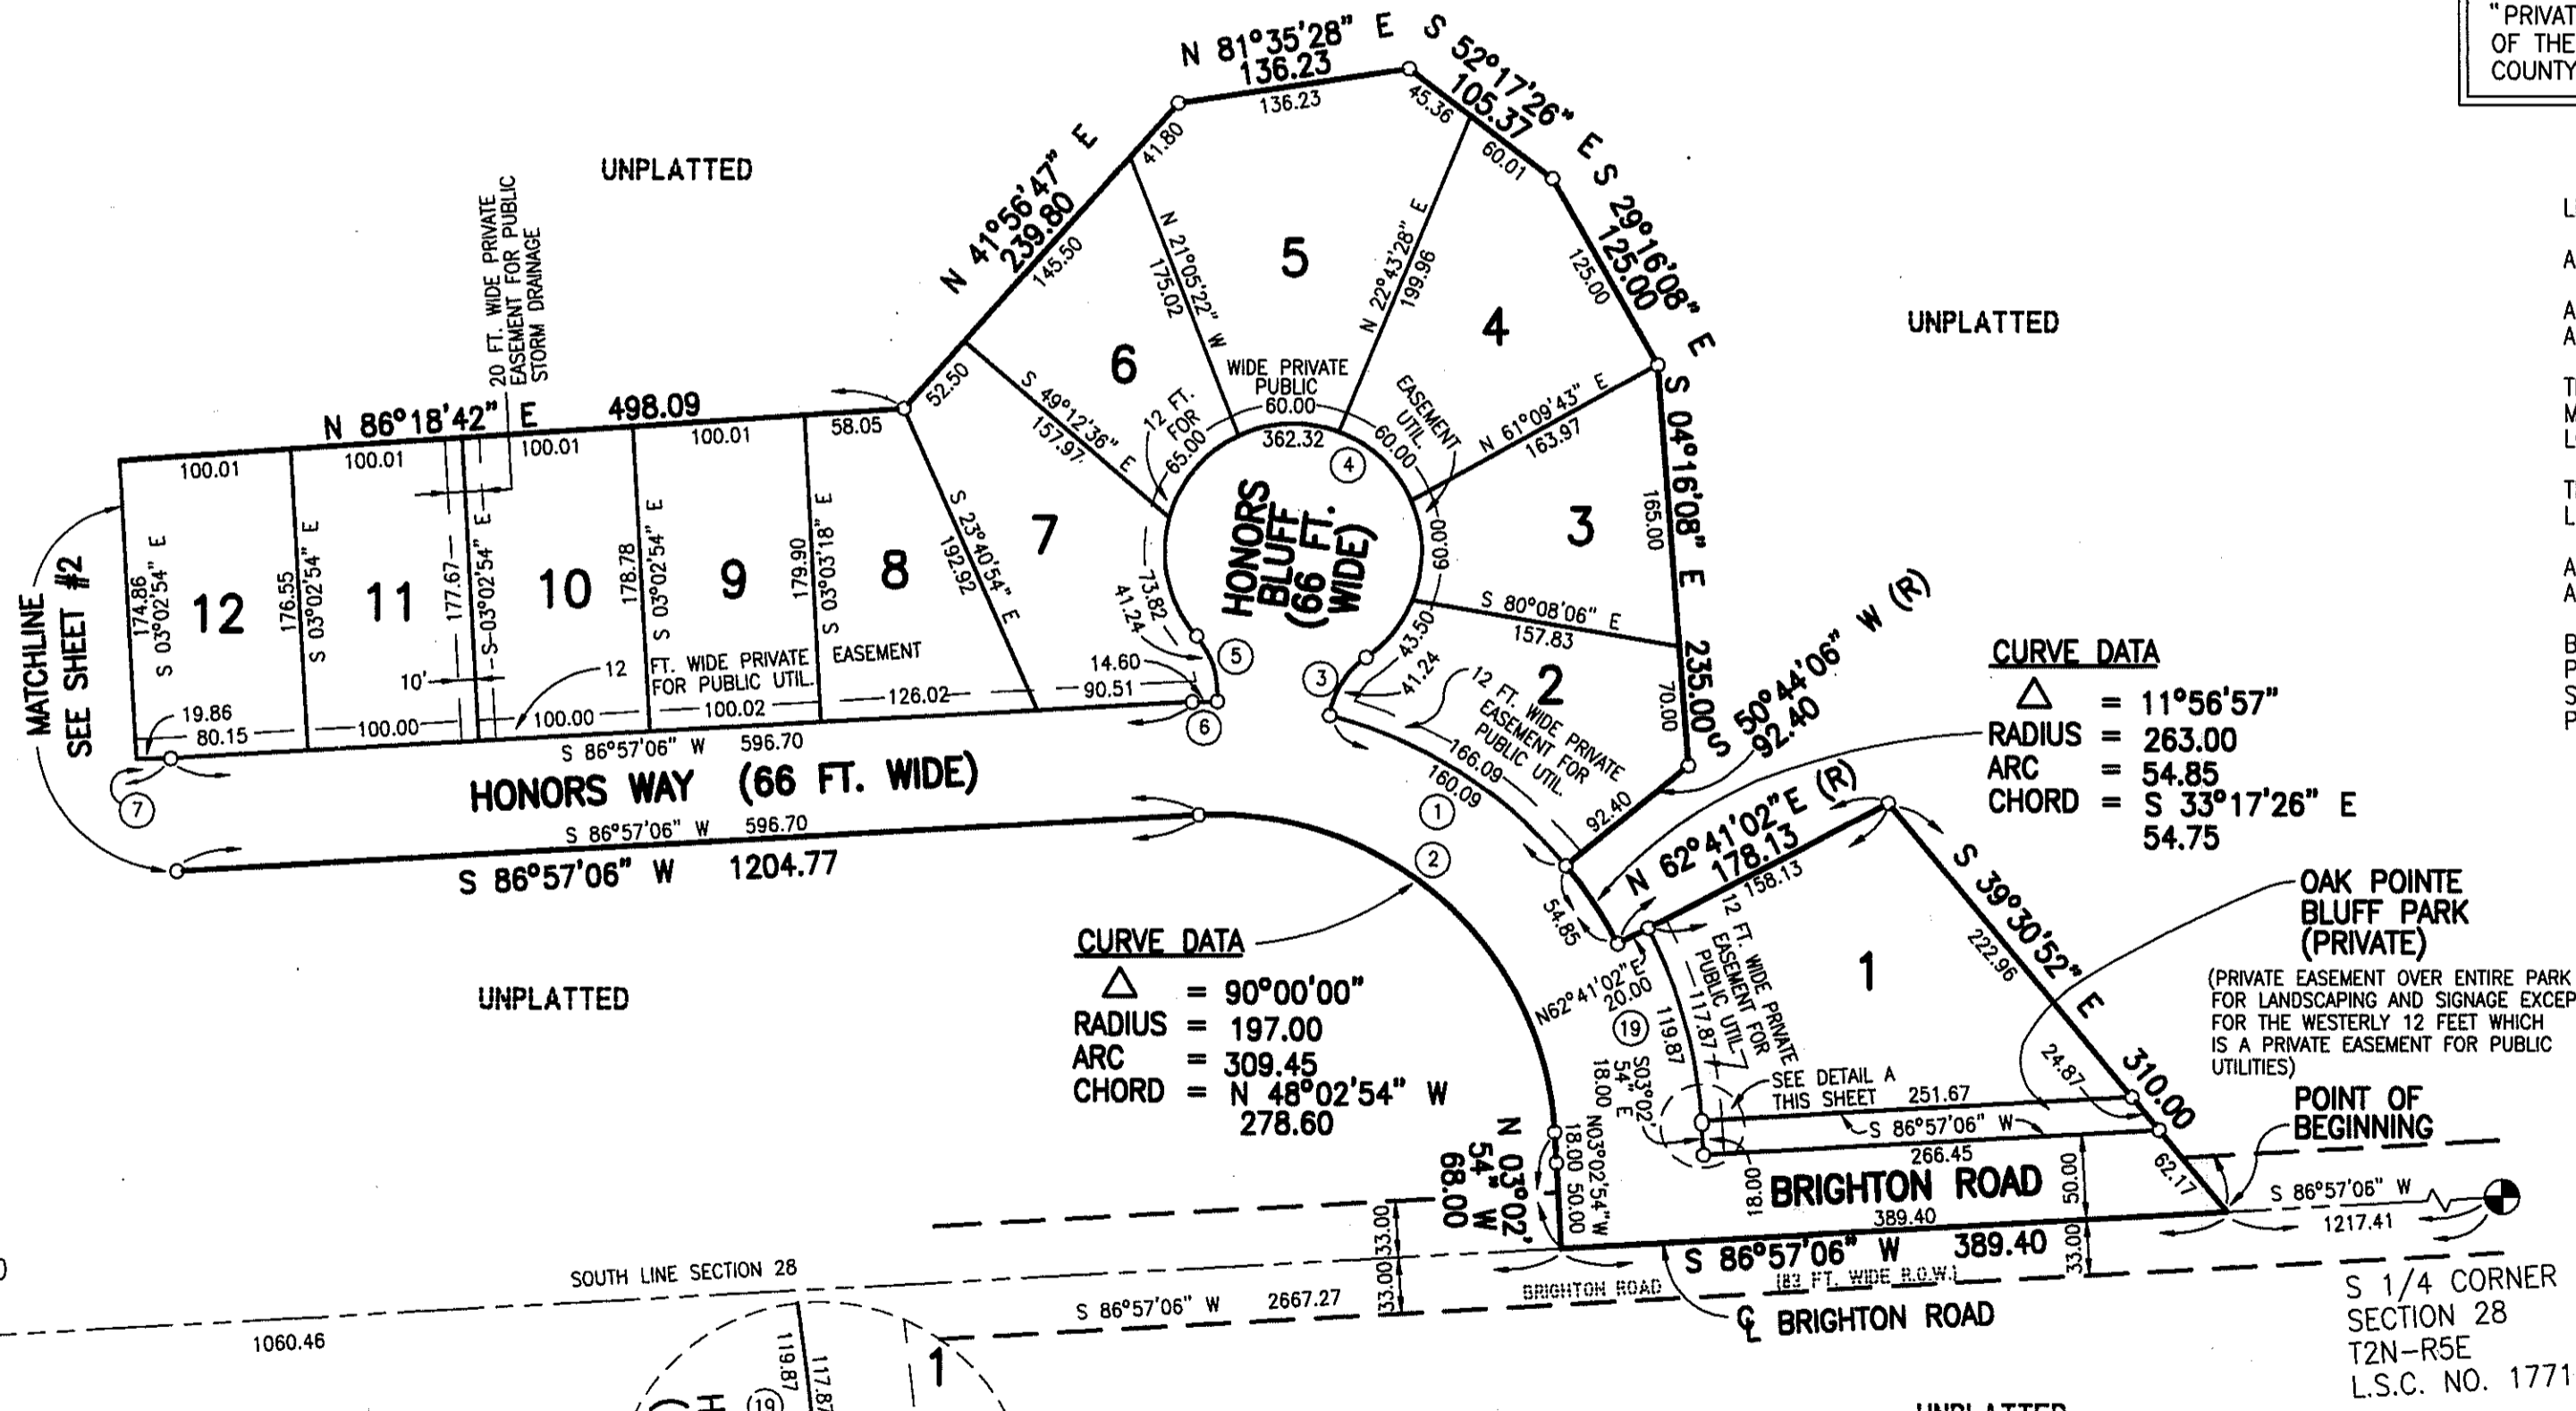 "PRIVAT
OF THE
COUNTY
N 81°35'28" E
136.23
136.23
S 52°17'26" E
105.37
45.36
60.01
S 29°16'08" E
125.00
125.00
N 41°56'47" E
239.80
41.80
145.50
52.50
UNPLATTED
UNPLATTED
20 FT. WIDE PRIVATE
EASEMENT FOR PUBLIC
STORM DRAINAGE
N 86°18'42" E 498.09
100.01
100.01
100.01
100.01
58.05
N 21°05'22" W
175.02
5
N 22°43'28" E
199.96
4
6
S 49°12'36" E
157.97
12 FT.
FOR
WIDE PRIVATE
PUBLIC
EASEMENT
UTIL.
65.00
60.00
362.32
60.00
60.00
4
N 61°09'43" E
163.97
3
S 04°16'08" E
235.00
165.00
70.00
HONORS
BLUFF
(66 FT.
WIDE)
7
S 23°40'54" E
192.92
73.82
41.24
5
S 80°08'06" E
157.83
43.50
41.24
3
2
12 FT. WIDE PRIVATE
EASEMENT FOR
PUBLIC UTIL.
166.09
160.09
1
2
S 50°44'06" W (R)
92.40
92.40
MATCHLINE
SEE SHEET #2
174.86
S 03°02'54" E
12
176.55
S 03°02'54" E
11
177.67
S 03°02'54" E
10
178.78
S 03°02'54" E
9
179.90
S 03°03'18" E
8
10'
12
FT. WIDE PRIVATE EASEMENT
FOR PUBLIC UTIL.
19.86
80.15
100.00
100.00
100.02
126.02
90.51
14.60
6
7
S 86°57'06" W 596.70
HONORS WAY (66 FT. WIDE)
S 86°57'06" W 596.70
S 86°57'06" W 1204.77
CURVE DATA
△ = 11°56'57"
RADIUS = 263.00
ARC = 54.85
CHORD = S 33°17'26" E
54.75
N 62°41'02" E (R)
178.13
158.13
54.85
N62°41'02"E
20.00
19
12 FT. WIDE PRIVATE
EASEMENT FOR
PUBLIC UTIL.
117.87
119.87
1
S 39°30'52" E
310.00
222.96
24.87
62.17
OAK POINTE
BLUFF PARK
(PRIVATE)
(PRIVATE EASEMENT OVER ENTIRE PARK
FOR LANDSCAPING AND SIGNAGE EXCEP
FOR THE WESTERLY 12 FEET WHICH
IS A PRIVATE EASEMENT FOR PUBLIC
UTILITIES)
POINT OF
BEGINNING
UNPLATTED
CURVE DATA
△ = 90°00'00"
RADIUS = 197.00
ARC = 309.45
CHORD = N 48°02'54" W
278.60
S03°02'
54" E
18.00
SEE DETAIL A
THIS SHEET
251.67
S 86°57'06" W
266.45
18.00
BRIGHTON ROAD
50.00
33.00
N 03°02'
54" W
68.00
N03°02'54"W
18.00
50.00
389.40
S 86°57'06" W 389.40
(83 FT. WIDE R.O.W.)
BRIGHTON ROAD
℄ BRIGHTON ROAD
S 86°57'06" W
1217.41
S 1/4 CORNER
SECTION 28
T2N-R5E
L.S.C. NO. 1771
33.00
33.00
SOUTH LINE SECTION 28
S 86°57'06" W 2667.27
1060.46
119.87
117.87
19
1